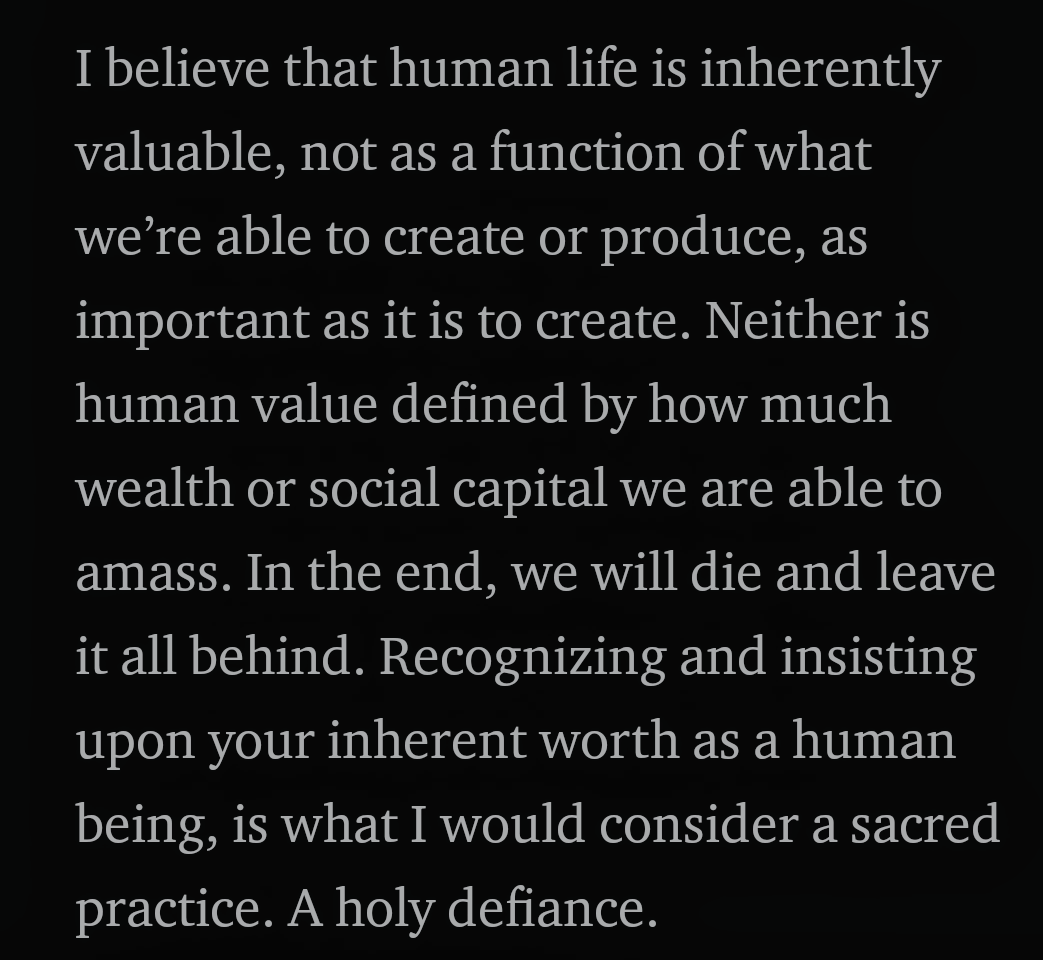 I believe that human life is inherently
valuable, not as a function of what
we’re able to create or produce, as
important as it is to create. Neither is
human value defined by how much
wealth or social capital we are able to
amass. In the end, we will die and leave
it all behind. Recognizing and insisting
upon your inherent worth as a human
being, is what I would consider a sacred
practice. A holy defiance.